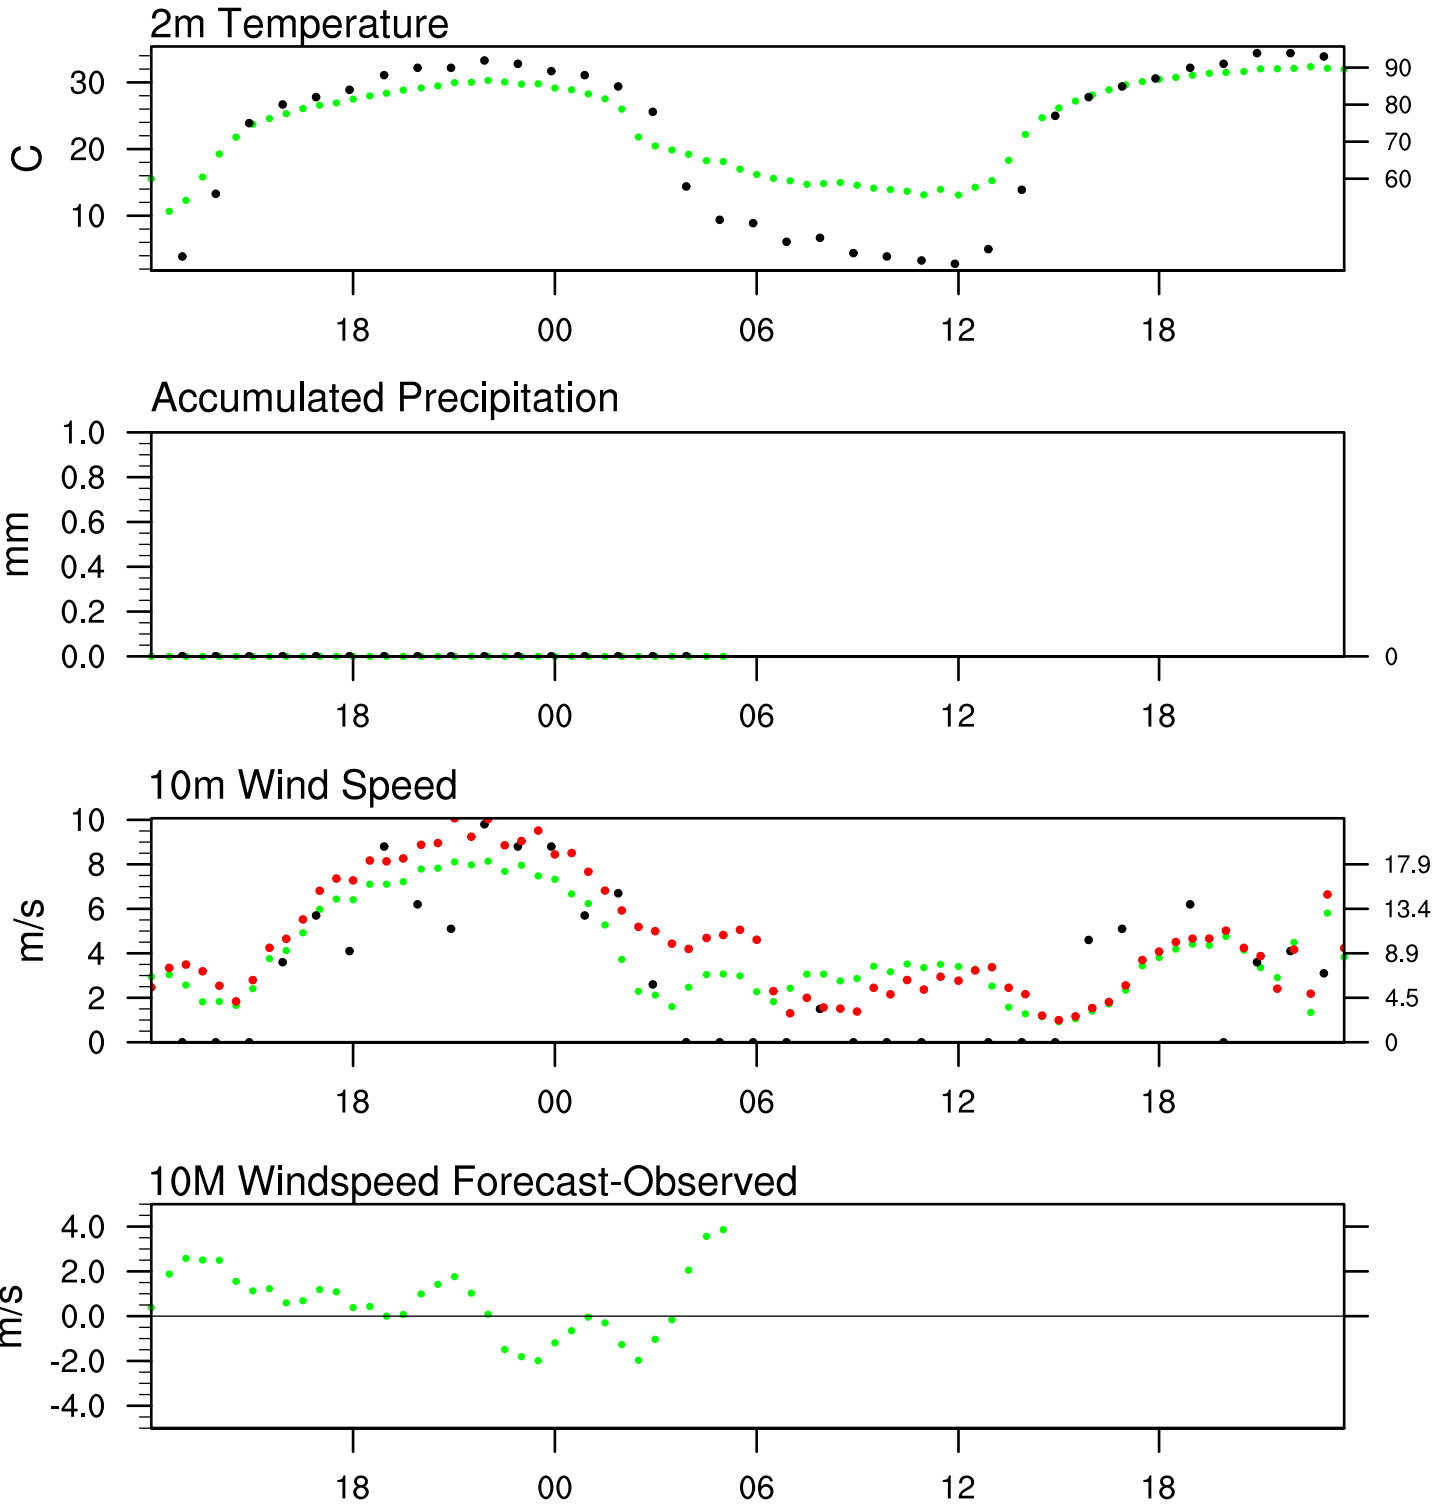 2m Temperature
C
30
20
10
90
80
70
60
18 00 06 12 18
Accumulated Precipitation
mm
1.0
0.8
0.6
0.4
0.2
0.0
0
18 00 06 12 18
10m Wind Speed
m/s
10
8
6
4
2
0
17.9
13.4
8.9
4.5
0
18 00 06 12 18
10M Windspeed Forecast-Observed
m/s
4.0
2.0
0.0
-2.0
-4.0
18 00 06 12 18